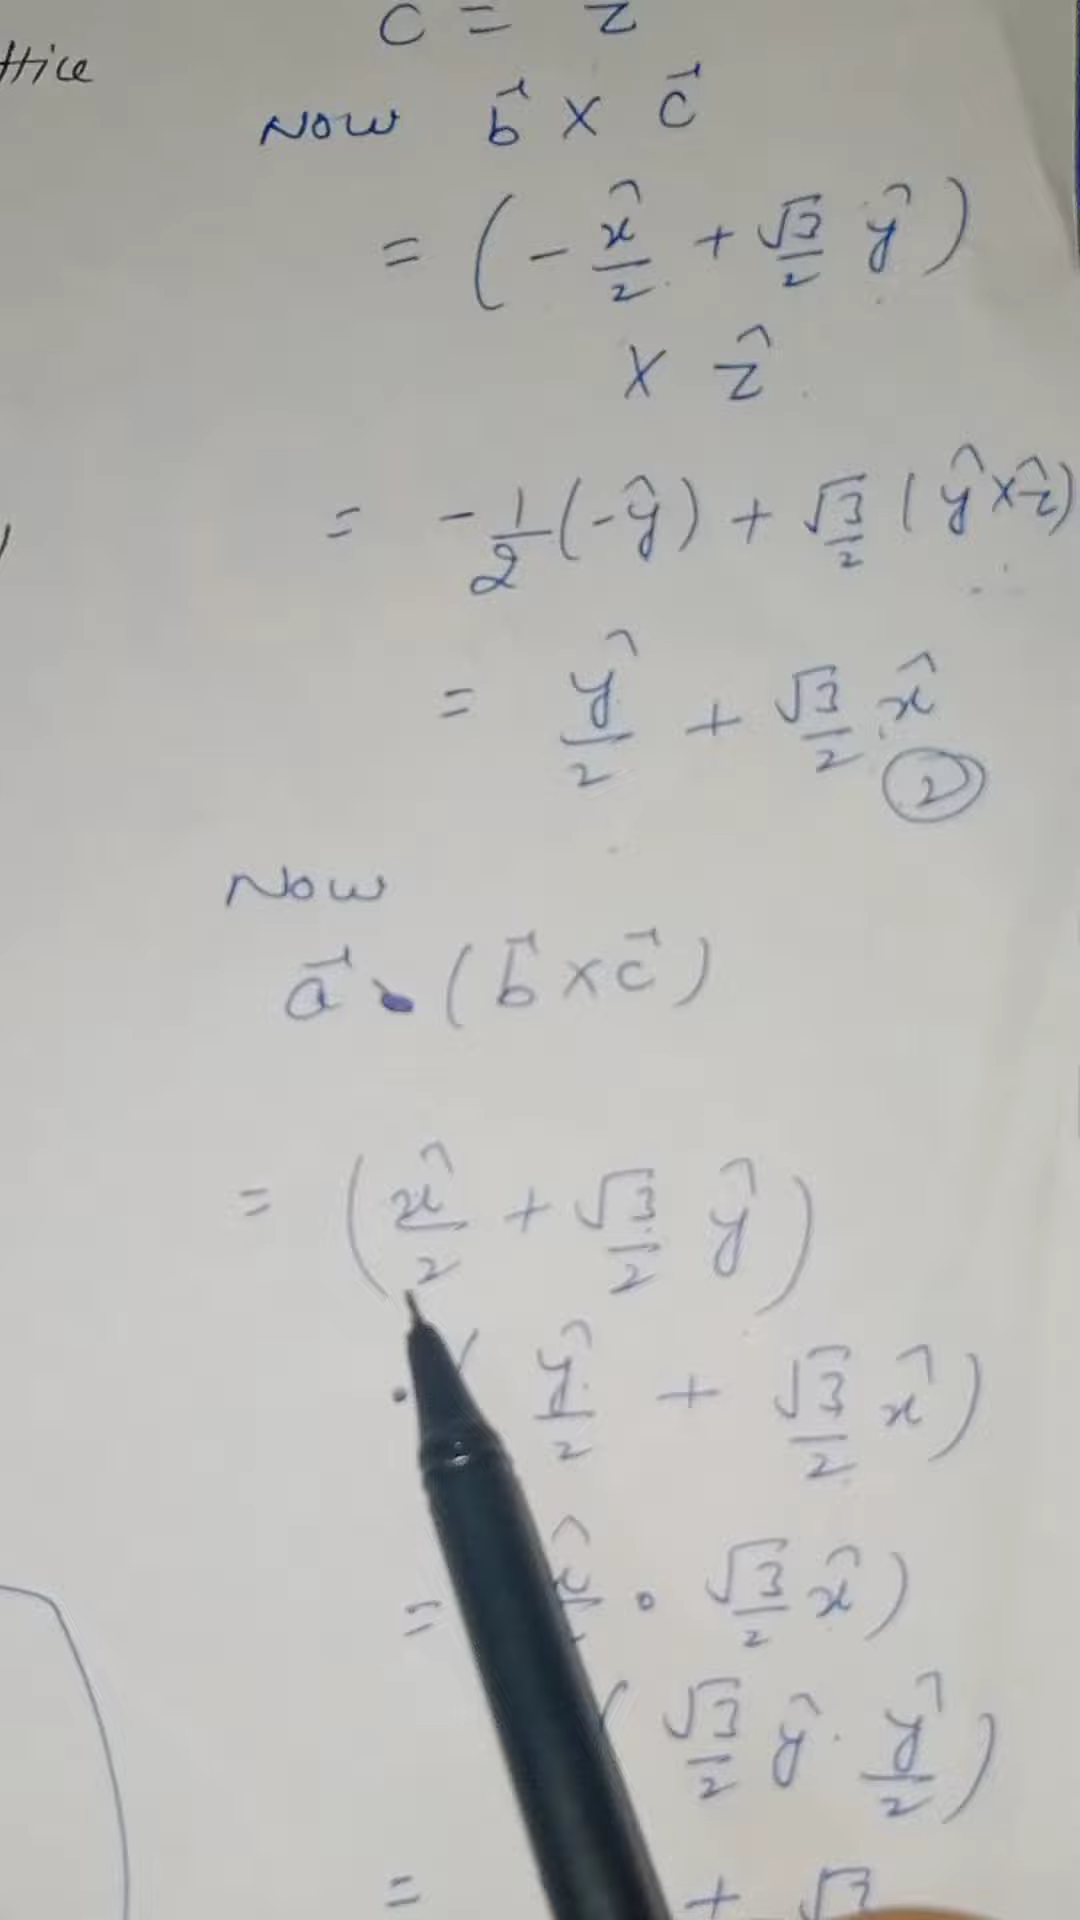 c = z
ttice
Now b⃗ × c⃗
= (- x̂/2 + √3/2 ŷ)
× ẑ
= -1/2 (-ŷ) + √3/2 (ŷ×ẑ)
= ŷ/2 + √3/2 x̂
②
Now
a⃗ · (b⃗ × c⃗)
= (x̂/2 + √3/2 ŷ)
· ( ŷ/2 + √3/2 x̂)
= · √3/2 x̂)
( √3/2 ŷ · ŷ/2)
= + √3